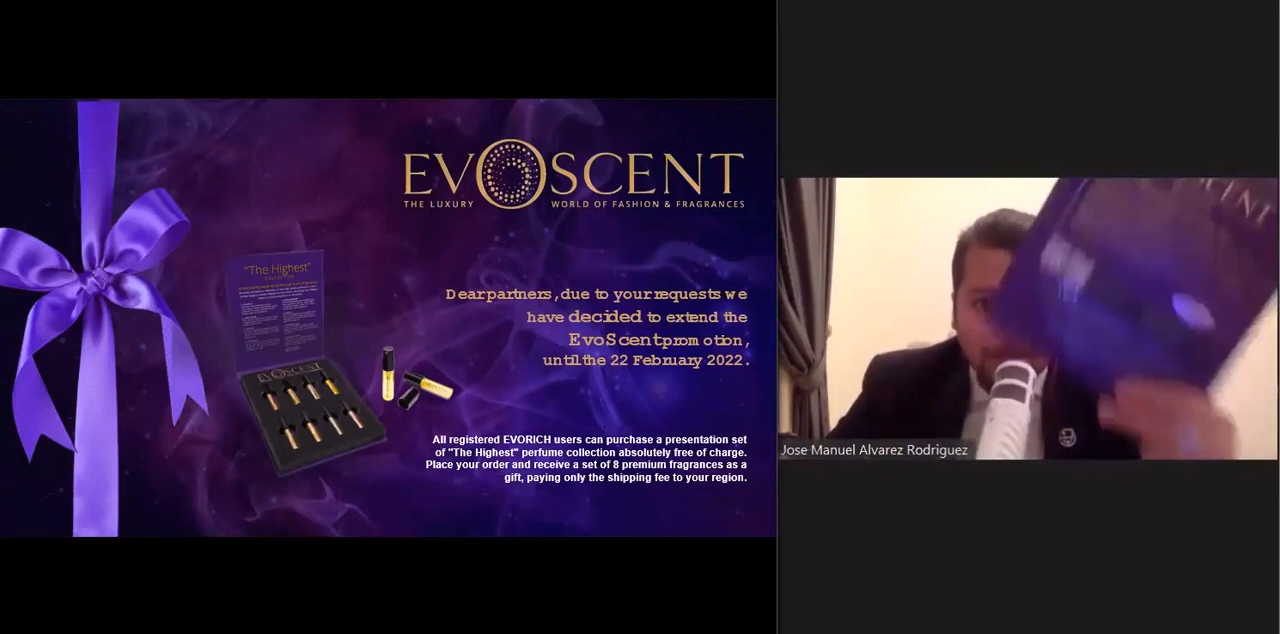 EVOSCENT
THE LUXURY WORLD OF FASHION & FRAGRANCES
"The Highest"
Dear partners, due to your requests we
have decided to extend the
EvoScent promotion,
until the 22 February 2022.
EVOSCENT
All registered EVORICH users can purchase a presentation set
of "The Highest" perfume collection absolutely free of charge.
Place your order and receive a set of 8 premium fragrances as a
gift, paying only the shipping fee to your region.
Jose Manuel Alvarez Rodriguez